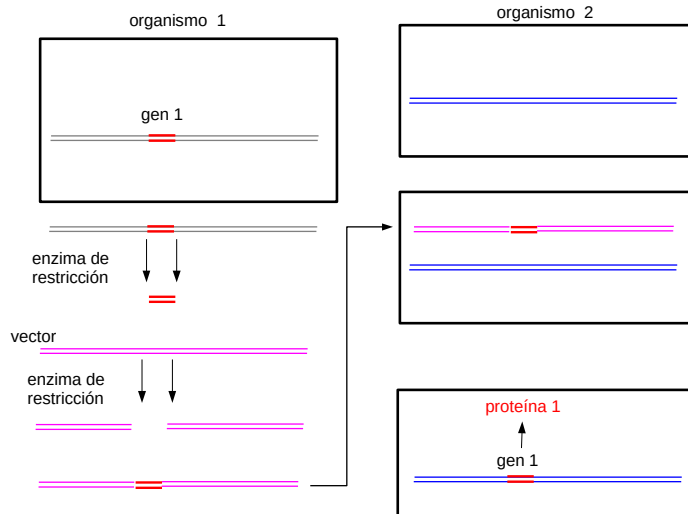 organismo 1
gen 1
enzima de
restricción
vector
enzima de
restricción
organismo 2
proteína 1
gen 1